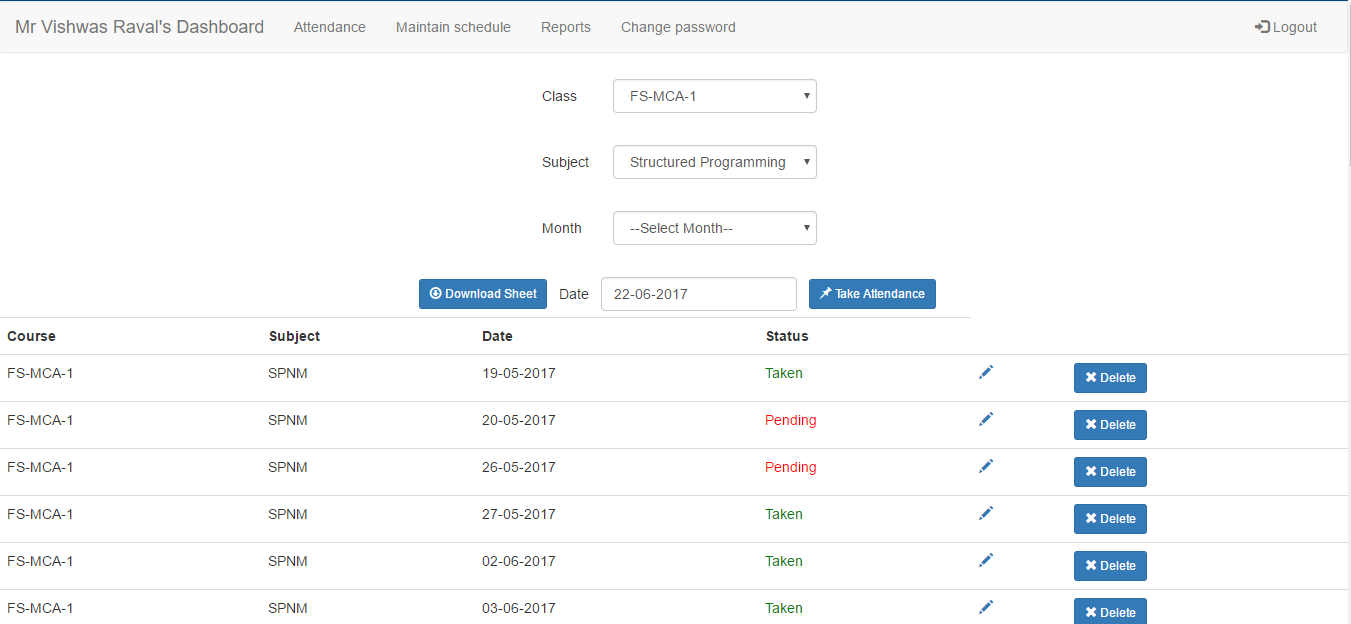 Mr Vishwas Raval's Dashboard Attendance Maintain schedule Reports Change password Logout
Class FS-MCA-1
Subject Structured Programming
Month --Select Month--
Download Sheet Date 22-06-2017 Take Attendance
Course Subject Date Status
FS-MCA-1 SPNM 19-05-2017 Taken Delete
FS-MCA-1 SPNM 20-05-2017 Pending Delete
FS-MCA-1 SPNM 26-05-2017 Pending Delete
FS-MCA-1 SPNM 27-05-2017 Taken Delete
FS-MCA-1 SPNM 02-06-2017 Taken Delete
FS-MCA-1 SPNM 03-06-2017 Taken Delete